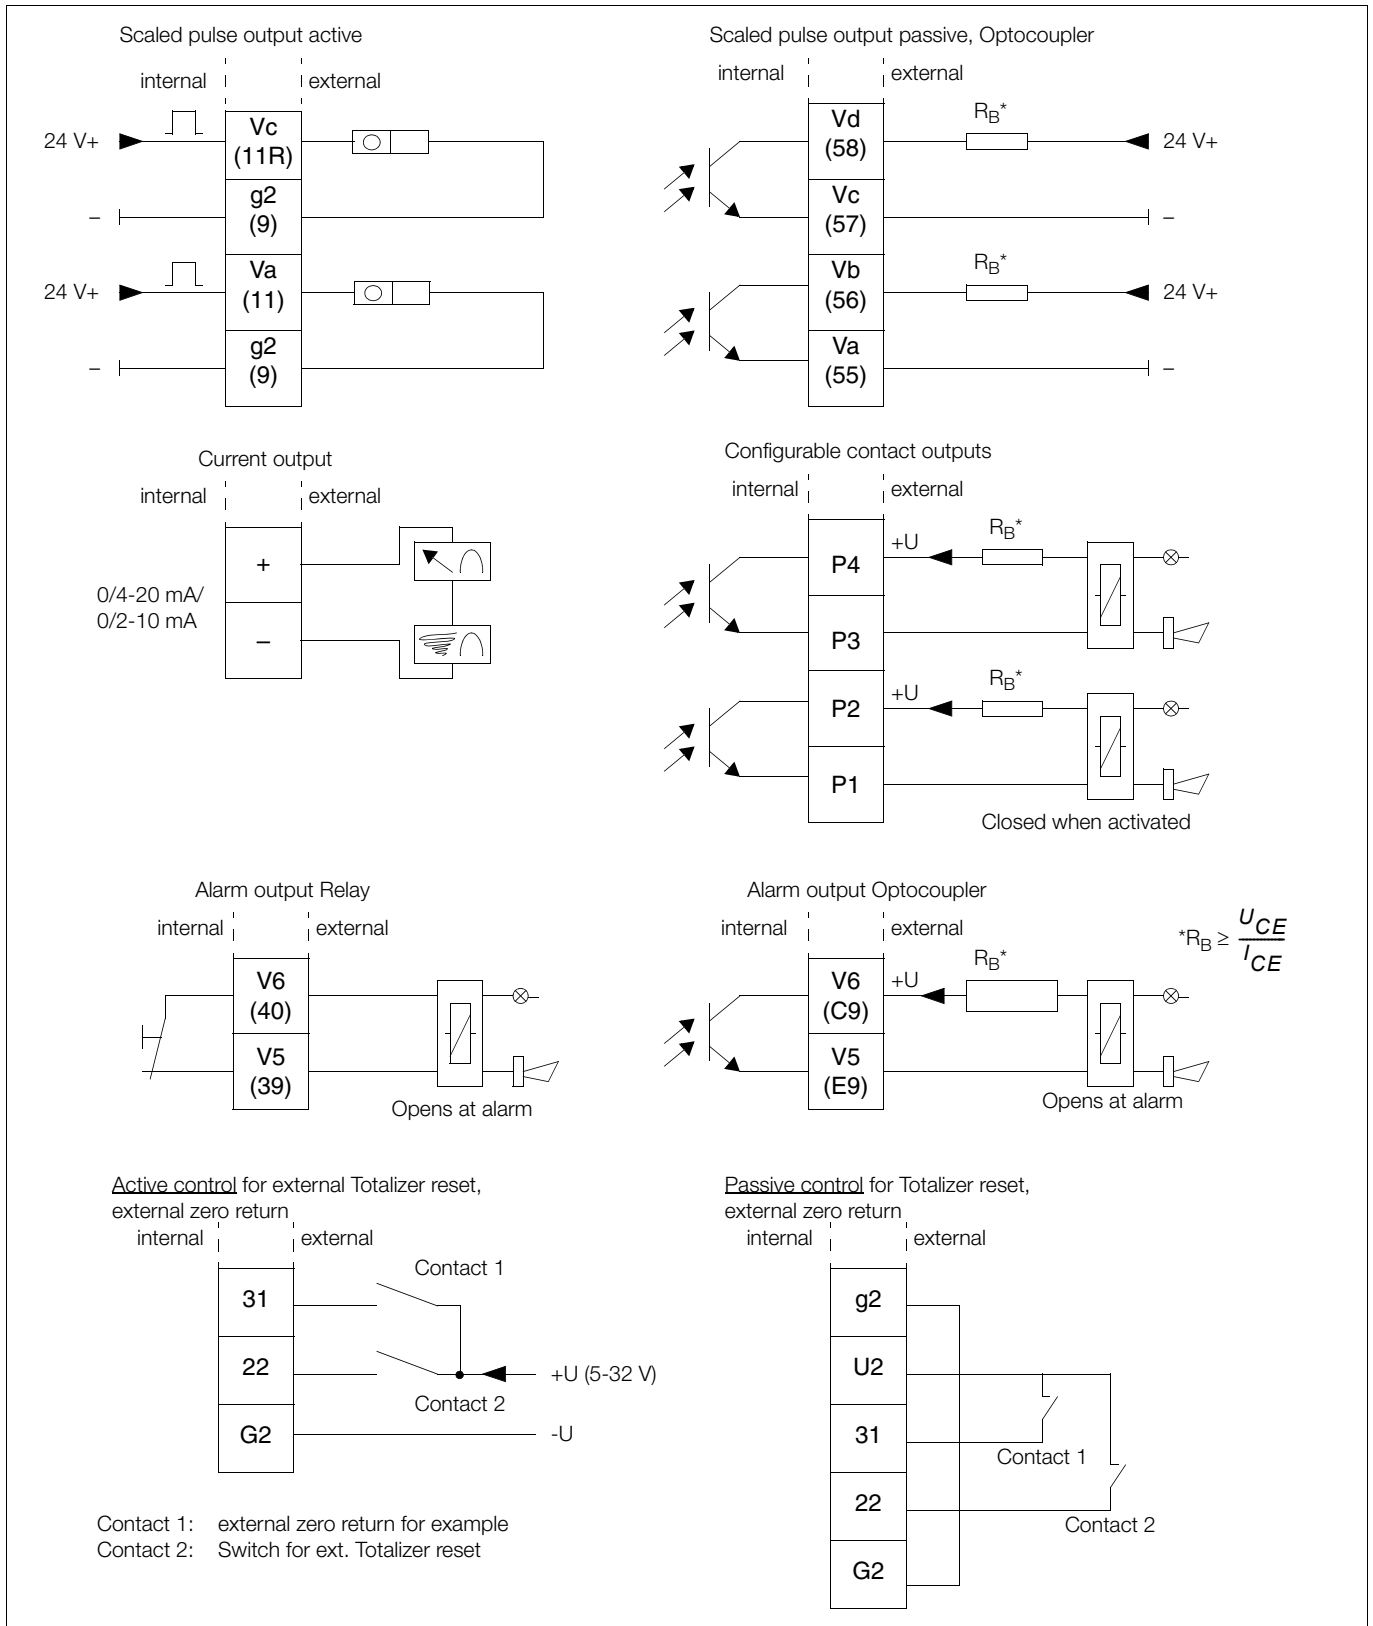 Scaled pulse output active
internal
external
24 V+
Vc
(11R)
–
g2
(9)
24 V+
Va
(11)
–
g2
(9)
Scaled pulse output passive, Optocoupler
internal
external
Vd
(58)
RB*
24 V+
Vc
(57)
–
Vb
(56)
RB*
24 V+
Va
(55)
–
Current output
internal
external
0/4-20 mA/
0/2-10 mA
+
–
Configurable contact outputs
internal
external
P4
+U
RB*
P3
P2
+U
RB*
P1
Closed when activated
Alarm output Relay
internal
external
V6
(40)
V5
(39)
Opens at alarm
Alarm output Optocoupler
internal
external
V6
(C9)
+U
RB*
V5
(E9)
Opens at alarm
*RB ≥ UCE / ICE
Active control for external Totalizer reset,
external zero return
internal
external
31
Contact 1
22
+U (5-32 V)
Contact 2
G2
-U
Contact 1: external zero return for example
Contact 2: Switch for ext. Totalizer reset
Passive control for Totalizer reset,
external zero return
internal
external
g2
U2
31
Contact 1
22
Contact 2
G2